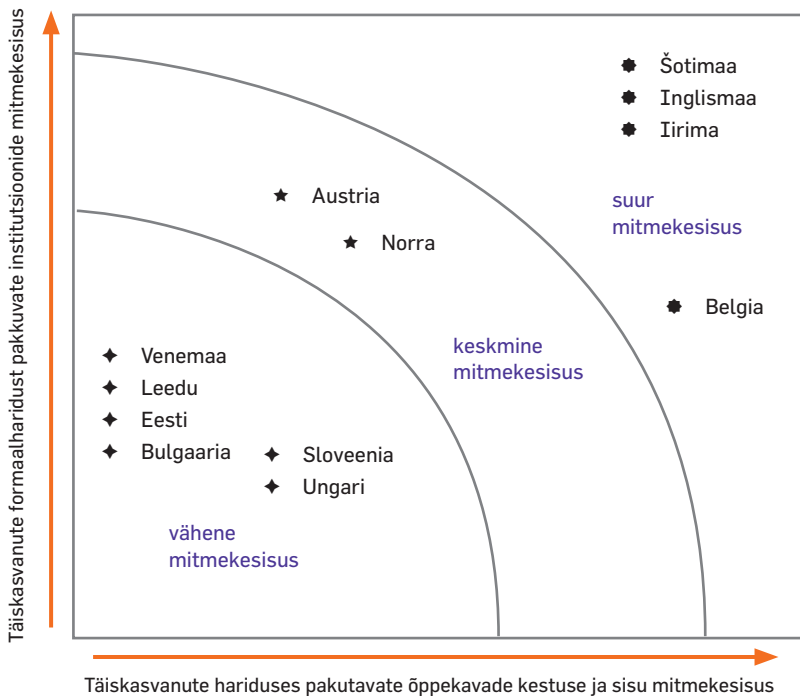 Täiskasvanute formaalharidust pakkuvate institutsioonide mitmekesisus
Šotimaa
Inglismaa
Iirima
Austria
suur
mitmekesisus
Norra
Belgia
keskmine
mitmekesisus
Venemaa
Leedu
Eesti
Bulgaaria
Sloveenia
Ungari
vähene
mitmekesisus
Täiskasvanute hariduses pakutavate õppekavade kestuse ja sisu mitmekesisus